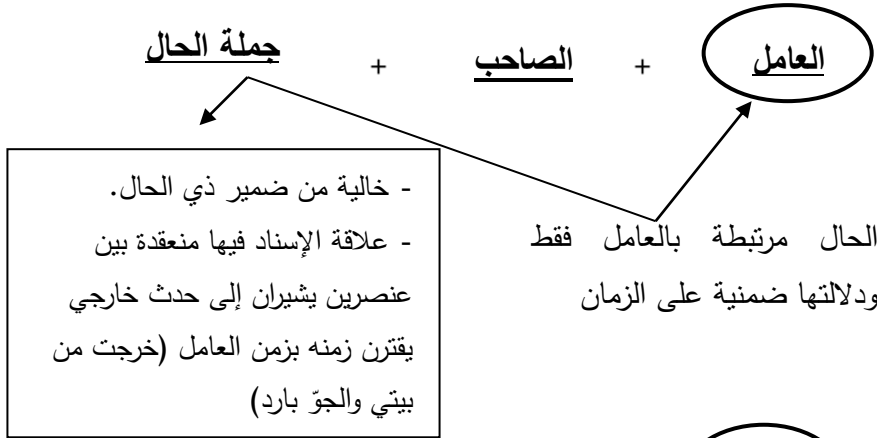 العامل + الصاحب + جملة الحال
- خالية من ضمير ذي الحال.
- علاقة الإسناد فيها منعقدة بين
عنصرين يشيران إلى حدث خارجي
يقترن زمنه بزمن العامل (خرجت من
بيتي والجوّ بارد)
الحال مرتبطة بالعامل فقط
ودلالتها ضمنية على الزمان